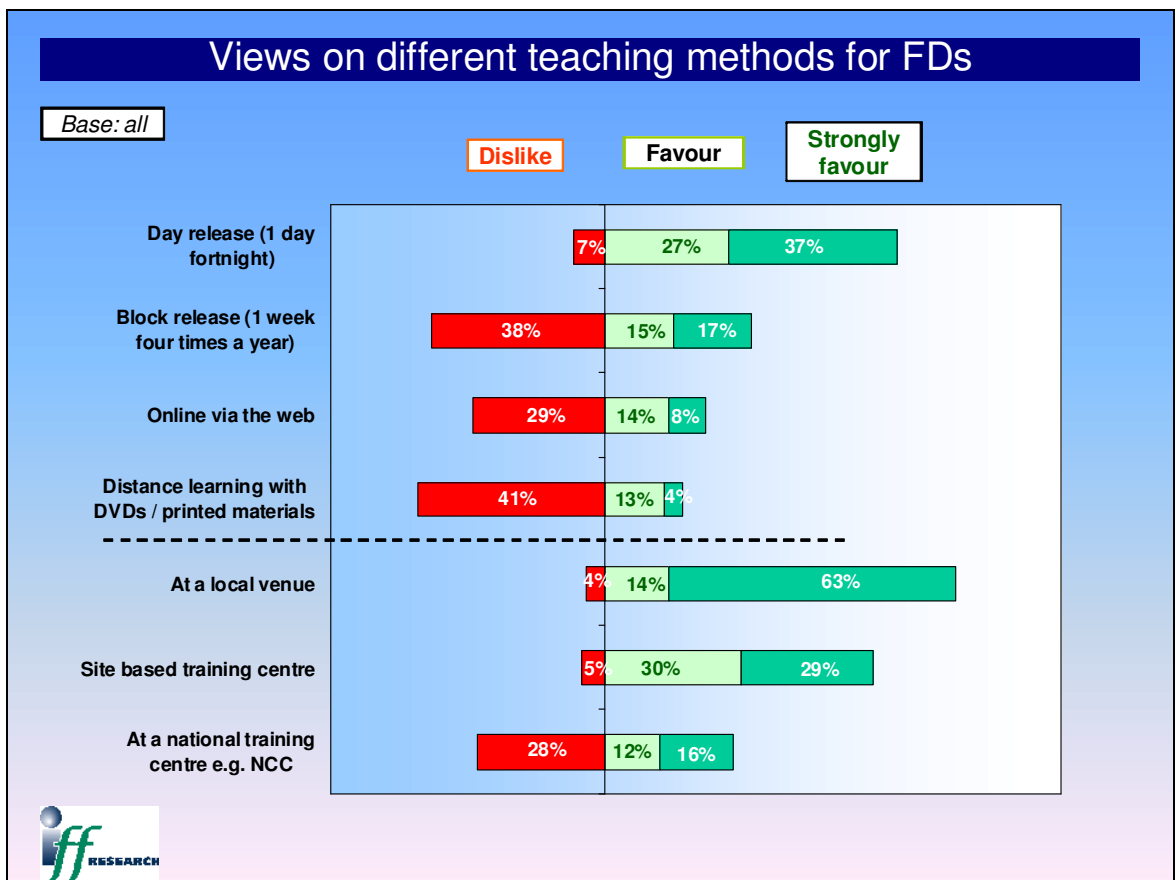 Views on different teaching methods for FDs
Base: all
Dislike
Favour
Strongly
favour
Day release (1 day
fortnight)
7%
27%
37%
Block release (1 week
four times a year)
38%
15%
17%
Online via the web
29%
14%
8%
Distance learning with
DVDs / printed materials
41%
13%
4%
At a local venue
4%
14%
63%
Site based training centre
5%
30%
29%
At a national training
centre e.g. NCC
28%
12%
16%
iff
RESEARCH